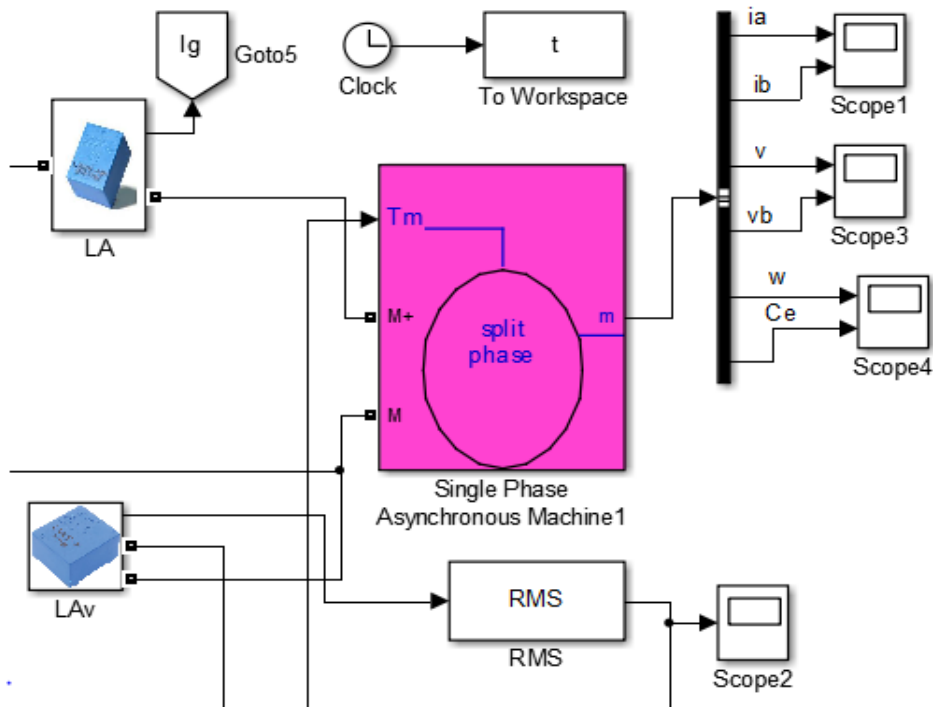 Ig
Goto5
Clock
t
To Workspace
ia
ib
Scope1
LA
Tm
M+
M
split
phase
m
v
vb
Scope3
w
Ce
Scope4
Single Phase
Asynchronous Machine1
LAv
RMS
RMS
Scope2